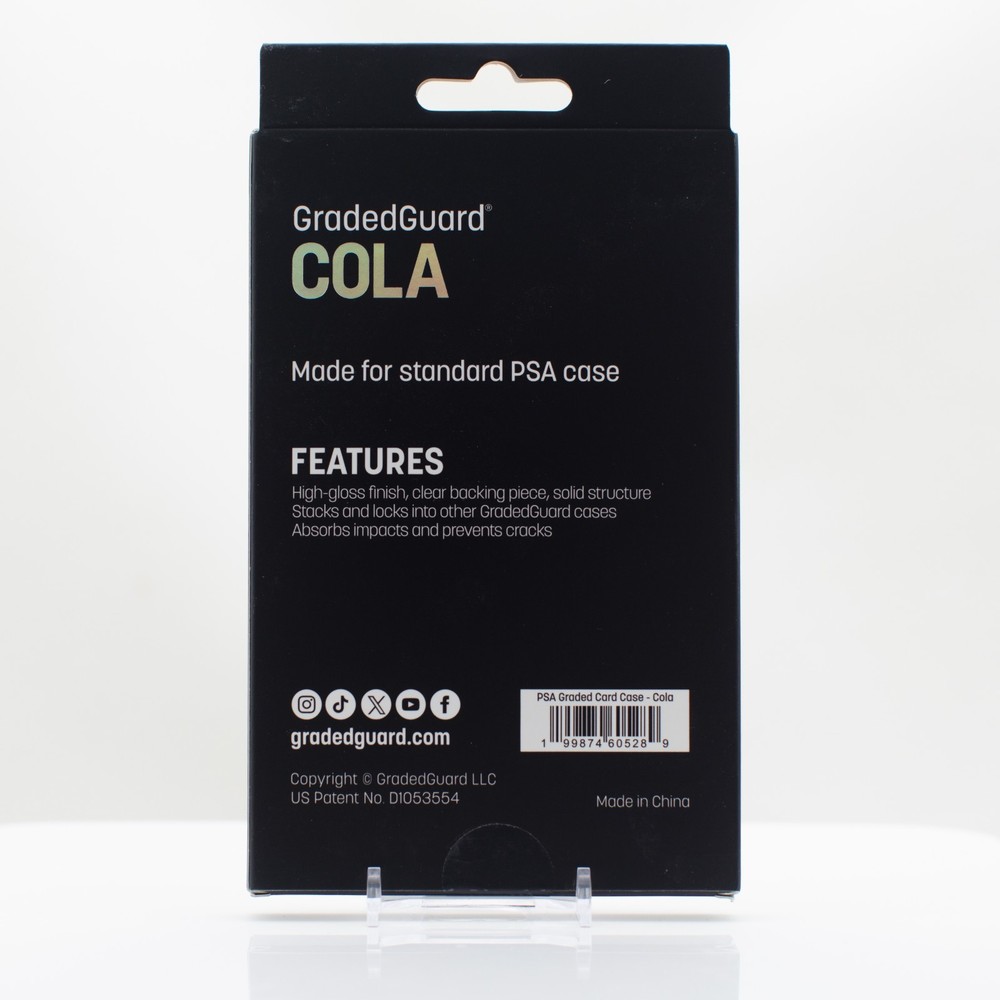 GradedGuard®
COLA
Made for standard PSA case
FEATURES
High-gloss finish, clear backing piece, solid structure
Stacks and locks into other GradedGuard cases
Absorbs impacts and prevents cracks
gradedguard.com
PSA Graded Card Case - Cola
1 99874 60528 9
Copyright © GradedGuard LLC
US Patent No. D1053554
Made in China